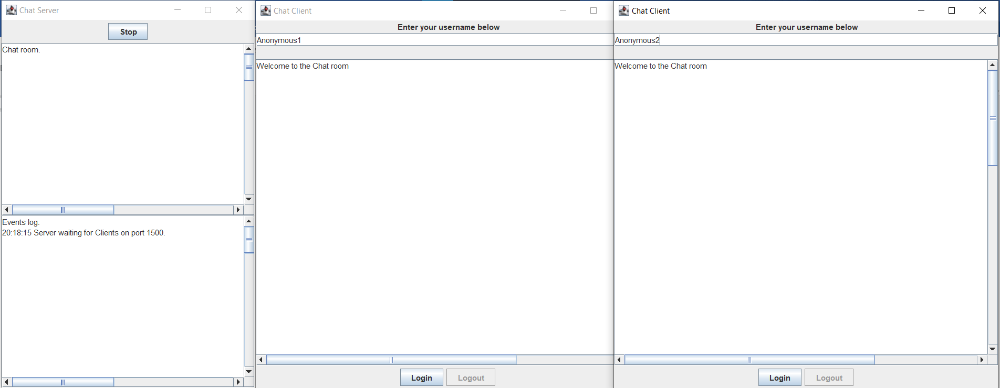 Chat Server
Stop
Chat room.
Events log.
20:18:15 Server waiting for Clients on port 1500.
Chat Client
Enter your username below
Anonymous1
Welcome to the Chat room
Login
Logout
Chat Client
Enter your username below
Anonymous2
Welcome to the Chat room
Login
Logout